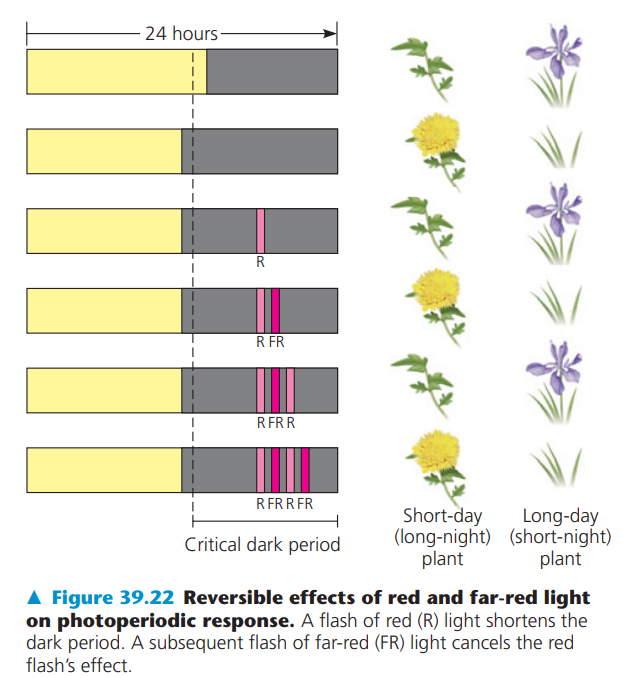 24 hours
R
R FR
R FR R
R FR R FR
Critical dark period
Short-day
(long-night)
plant
Long-day
(short-night)
plant
▲ Figure 39.22 Reversible effects of red and far-red light
on photoperiodic response. A flash of red (R) light shortens the
dark period. A subsequent flash of far-red (FR) light cancels the red
flash's effect.